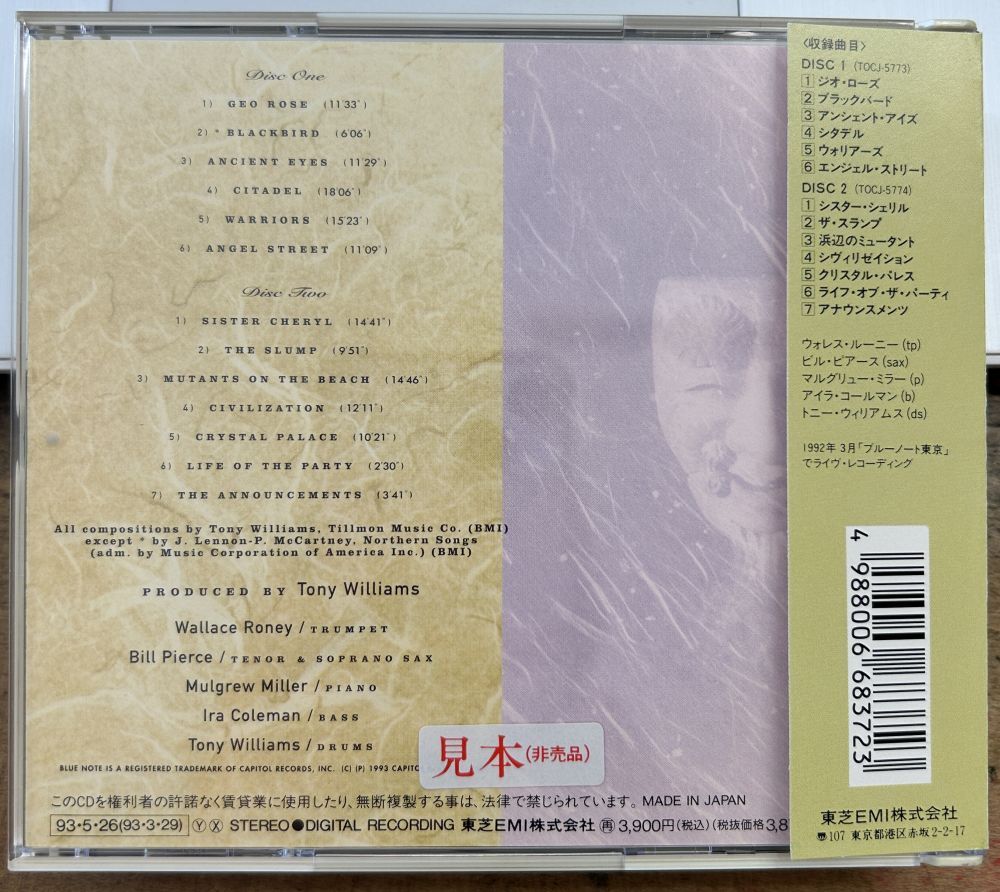 Disc One
1) GEO ROSE (11'33")
2) * BLACKBIRD (6'06")
3) ANCIENT EYES (11'29"
4) CITADEL (18'06")
5) WARRIORS (15'23")
6) ANGEL STREET (11'09")
Disc Two
1) SISTER CHERYL (14'41")
2) THE SLUMP (9'51")
3) MUTANTS ON THE BEACH (14'46")
4) CIVILIZATION (12'11")
5) CRYSTAL PALACE (10'21")
6) LIFE OF THE PARTY (2'30")
7) THE ANNOUNCEMENTS (3'41")
All compositions by Tony Williams, Tillmon Music Co. (BMI)
except * by J. Lennon-P. McCartney, Northern Songs
(adm. by Music Corporation of America Inc.) (BMI)
PRODUCED BY Tony Williams
Wallace Roney / TRUMPET
Bill Pierce / TENOR & SOPRANO SAX
Mulgrew Miller / PIANO
Ira Coleman / BASS
Tony Williams / DRUMS
BLUE NOTE IS A REGISTERED TRADEMARK OF CAPITOL RECORDS, INC. (C) (P) 1993 CAPITO
見本(非売品)
このCDを権利者の許諾なく賃貸業に使用したり、無断複製する事は、法律で禁じられています。 MADE IN JAPAN
93・5・26(93・3・29) Ⓨ Ⓧ STEREO●DIGITAL RECORDING 東芝EMI株式会社 ㊢ 3,900円(税込)(税抜価格3,8
〈収録曲目〉
DISC 1 (TOCJ-5773)
1 ジオ・ローズ
2 ブラックバード
3 アンシェント・アイズ
4 シタデル
5 ウォリアーズ
6 エンジェル・ストリート
DISC 2 (TOCJ-5774)
1 シスター・シェリル
2 ザ・スランプ
3 浜辺のミュータント
4 シヴィリゼイション
5 クリスタル・パレス
6 ライフ・オブ・ザ・パーティ
7 アナウンスメンツ
ウォレス・ルーニー(tp)
ビル・ピアース(sax)
マルグリュー・ミラー(p)
アイラ・コールマン(b)
トニー・ウィリアムス(ds)
1992年 3月「ブルーノート東京」
でライヴ・レコーディング
4 988006 683723
東芝EMI株式会社
〠107 東京都港区赤坂2-2-17